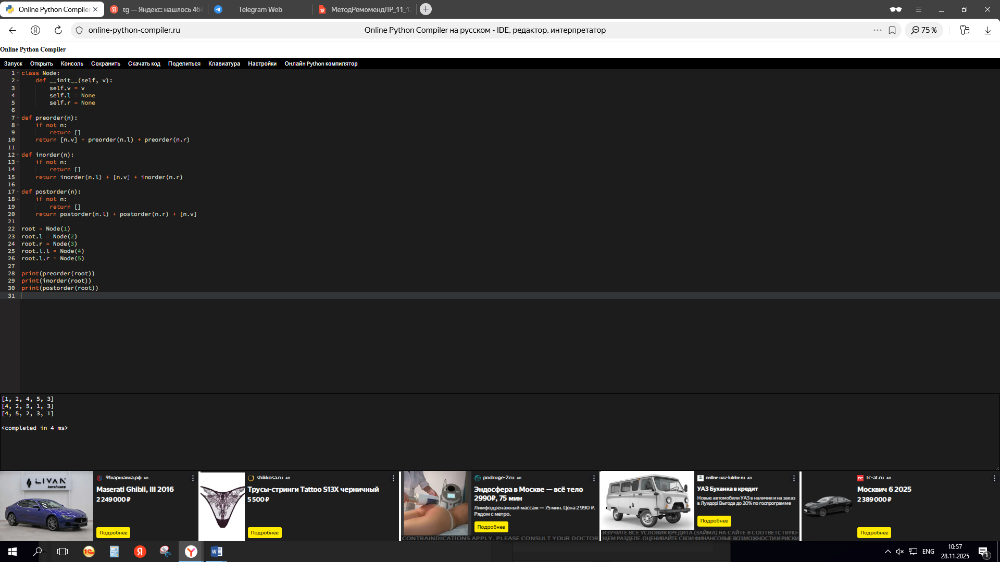 Online Python Compiler
tg — Яндекс: нашлось 464
Telegram Web
МетодРемомендЛР_11_1
online-python-compiler.ru
Online Python Compiler на русском - IDE, редактор, интерпретатор
75 %
Online Python Compiler
Запуск Открыть Консоль Сохранить Скачать код Поделиться Клавиатура Настройки Онлайн Python компилятор
1 class Node:
2     def __init__(self, v):
3         self.v = v
4         self.l = None
5         self.r = None
6
7 def preorder(n):
8     if not n:
9         return []
10     return [n.v] + preorder(n.l) + preorder(n.r)
11
12 def inorder(n):
13     if not n:
14         return []
15     return inorder(n.l) + [n.v] + inorder(n.r)
16
17 def postorder(n):
18     if not n:
19         return []
20     return postorder(n.l) + postorder(n.r) + [n.v]
21
22 root = Node(1)
23 root.l = Node(2)
24 root.r = Node(3)
25 root.l.l = Node(4)
26 root.l.r = Node(5)
27
28 print(preorder(root))
29 print(inorder(root))
30 print(postorder(root))
31
[1, 2, 4, 5, 3]
[4, 2, 5, 1, 3]
[4, 5, 2, 3, 1]
<completed in 4 ms>
LIVAN
АвтоЛидер
91варшавка.рф AD
Maserati Ghibli, III 2016
2 249 000 ₽
Подробнее
shikkosa.ru AD
Трусы-стринги Tattoo S13X черничный
5 500 ₽
Подробнее
podruge-2.ru AD
Эндосфера в Москве — всё тело
2990₽, 75 мин
Лимфодренажный массаж — 75 мин. Цена 2 990 ₽.
Рядом с метро.
Подробнее
CONTRAINDICATIONS APPLY. PLEASE CONSULT YOUR DOCTOR
online.uaz-luidor.ru AD
УАЗ Буханка в кредит
Новые автомобили УАЗ в наличии и на заказ
в Луидор! Выгода до 20% по госпрограмме
Подробнее
ИЗУЧИТЕ ВСЕ УСЛОВИЯ КРЕДИТА (ЗАЙМА) НА САЙТЕ В СООТВЕТСТВУЮ-
ЩЕМ РАЗДЕЛЕ. ОЦЕНИВАЙТЕ СВОИ ФИНАНСОВЫЕ ВОЗМОЖНОСТИ И РИСКИ
tc-at.ru AD
Москвич 6 2025
2 389 000 ₽
Подробнее
ENG
10:57
28.11.2025
1